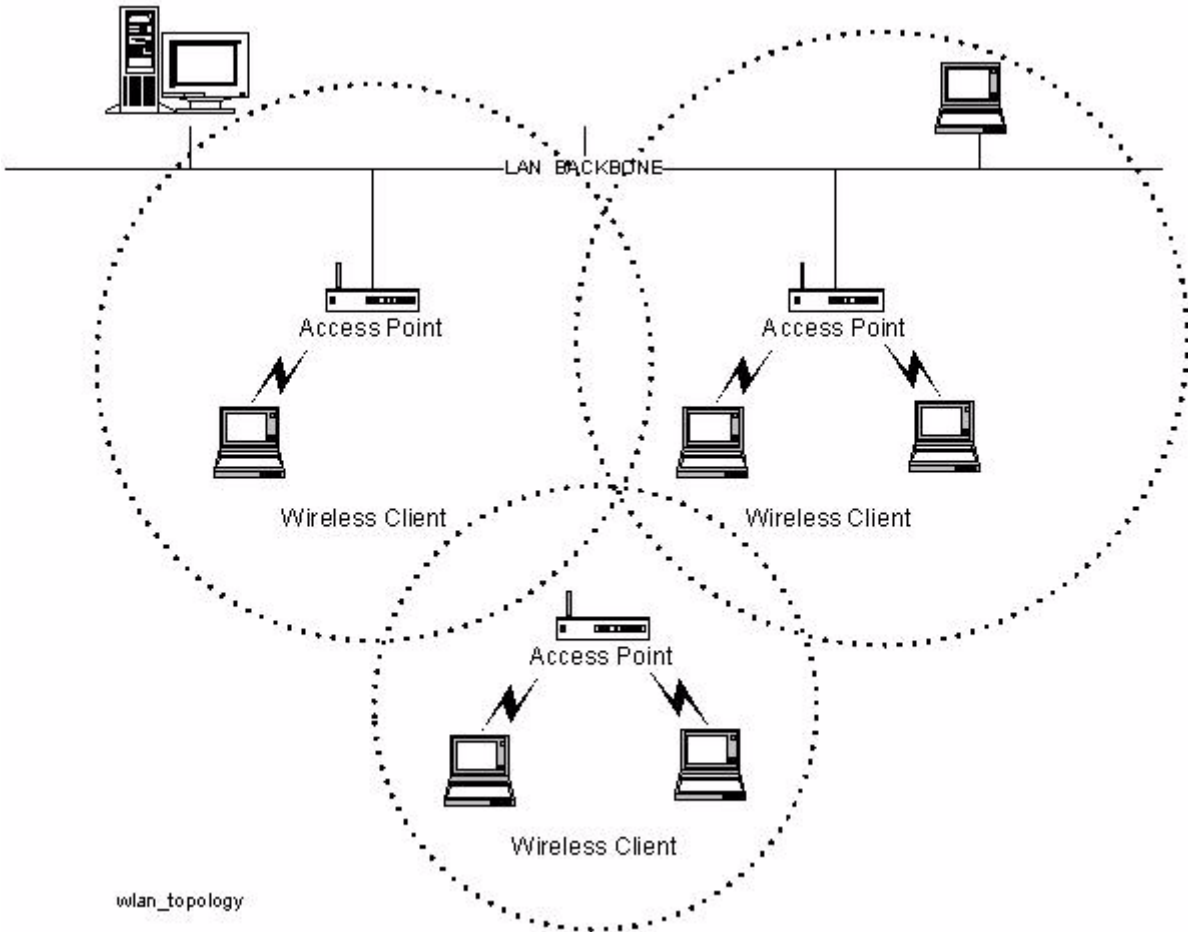 LAN BACKBONE
Access Point
Access Point
Wireless Client
Wireless Client
Access Point
Wireless Client
wlan_topology